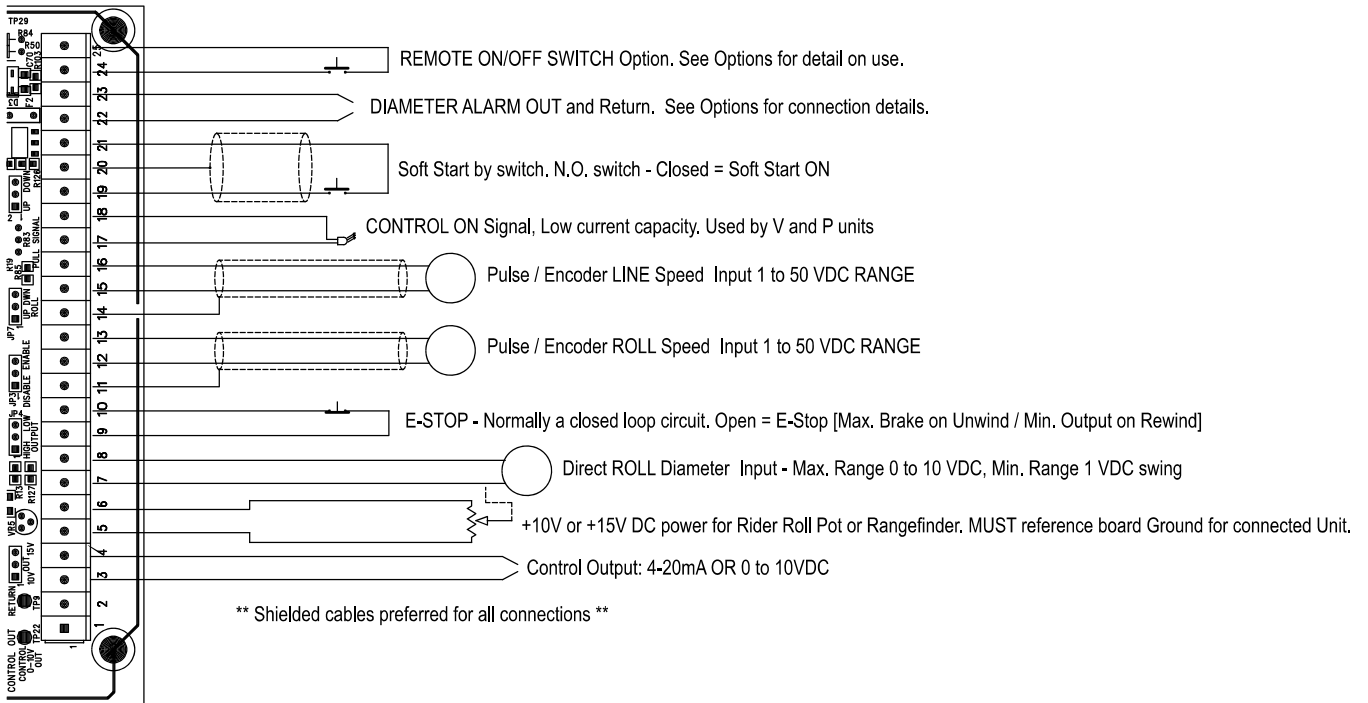 TP29
R84
R50
C70
R103
25
REMOTE ON/OFF SWITCH Option. See Options for detail on use.
24
F2
23
DIAMETER ALARM OUT and Return. See Options for connection details.
22
21
R126
20
Soft Start by switch. N.O. switch - Closed = Soft Start ON
UP DOWN
19
2
18
CONTROL ON Signal, Low current capacity. Used by V and P units
R83
PULL SIGNAL
17
R19
R85
16
Pulse / Encoder LINE Speed Input 1 to 50 VDC RANGE
15
UP DWN
ROLL
14
JP7
1
13
Pulse / Encoder ROLL Speed Input 1 to 50 VDC RANGE
12
DISABLE ENABLE
JP3
11
10
E-STOP - Normally a closed loop circuit. Open = E-Stop [Max. Brake on Unwind / Min. Output on Rewind]
HIGH LOW
OUTPUT
9
8
Direct ROLL Diameter Input - Max. Range 0 to 10 VDC, Min. Range 1 VDC swing
R13
R127
7
6
VR5
+10V or +15V DC power for Rider Roll Pot or Rangefinder. MUST reference board Ground for connected Unit.
5
4
10V OUT 15V
Control Output: 4-20mA OR 0 to 10VDC
3
1
RETURN
TP9
2
** Shielded cables preferred for all connections **
TP22
1
CONTROL OUT
CONTROL
0-10V
OUT
1